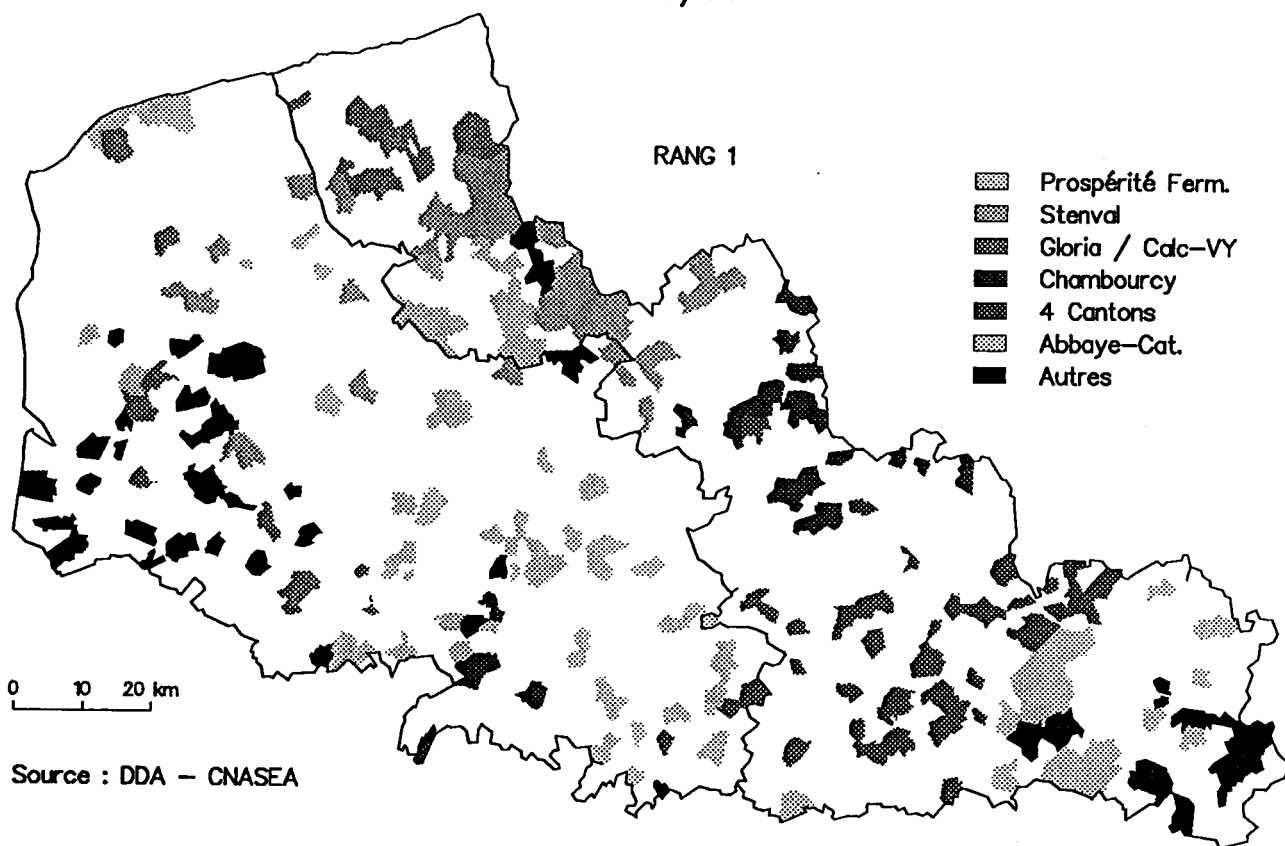 RANG 1
Prospérité Ferm.
Stenval
Gloria / Calc-VY
Chambourcy
4 Cantons
Abbaye-Cat.
Autres
0 10 20 km
Source : DDA - CNASEA